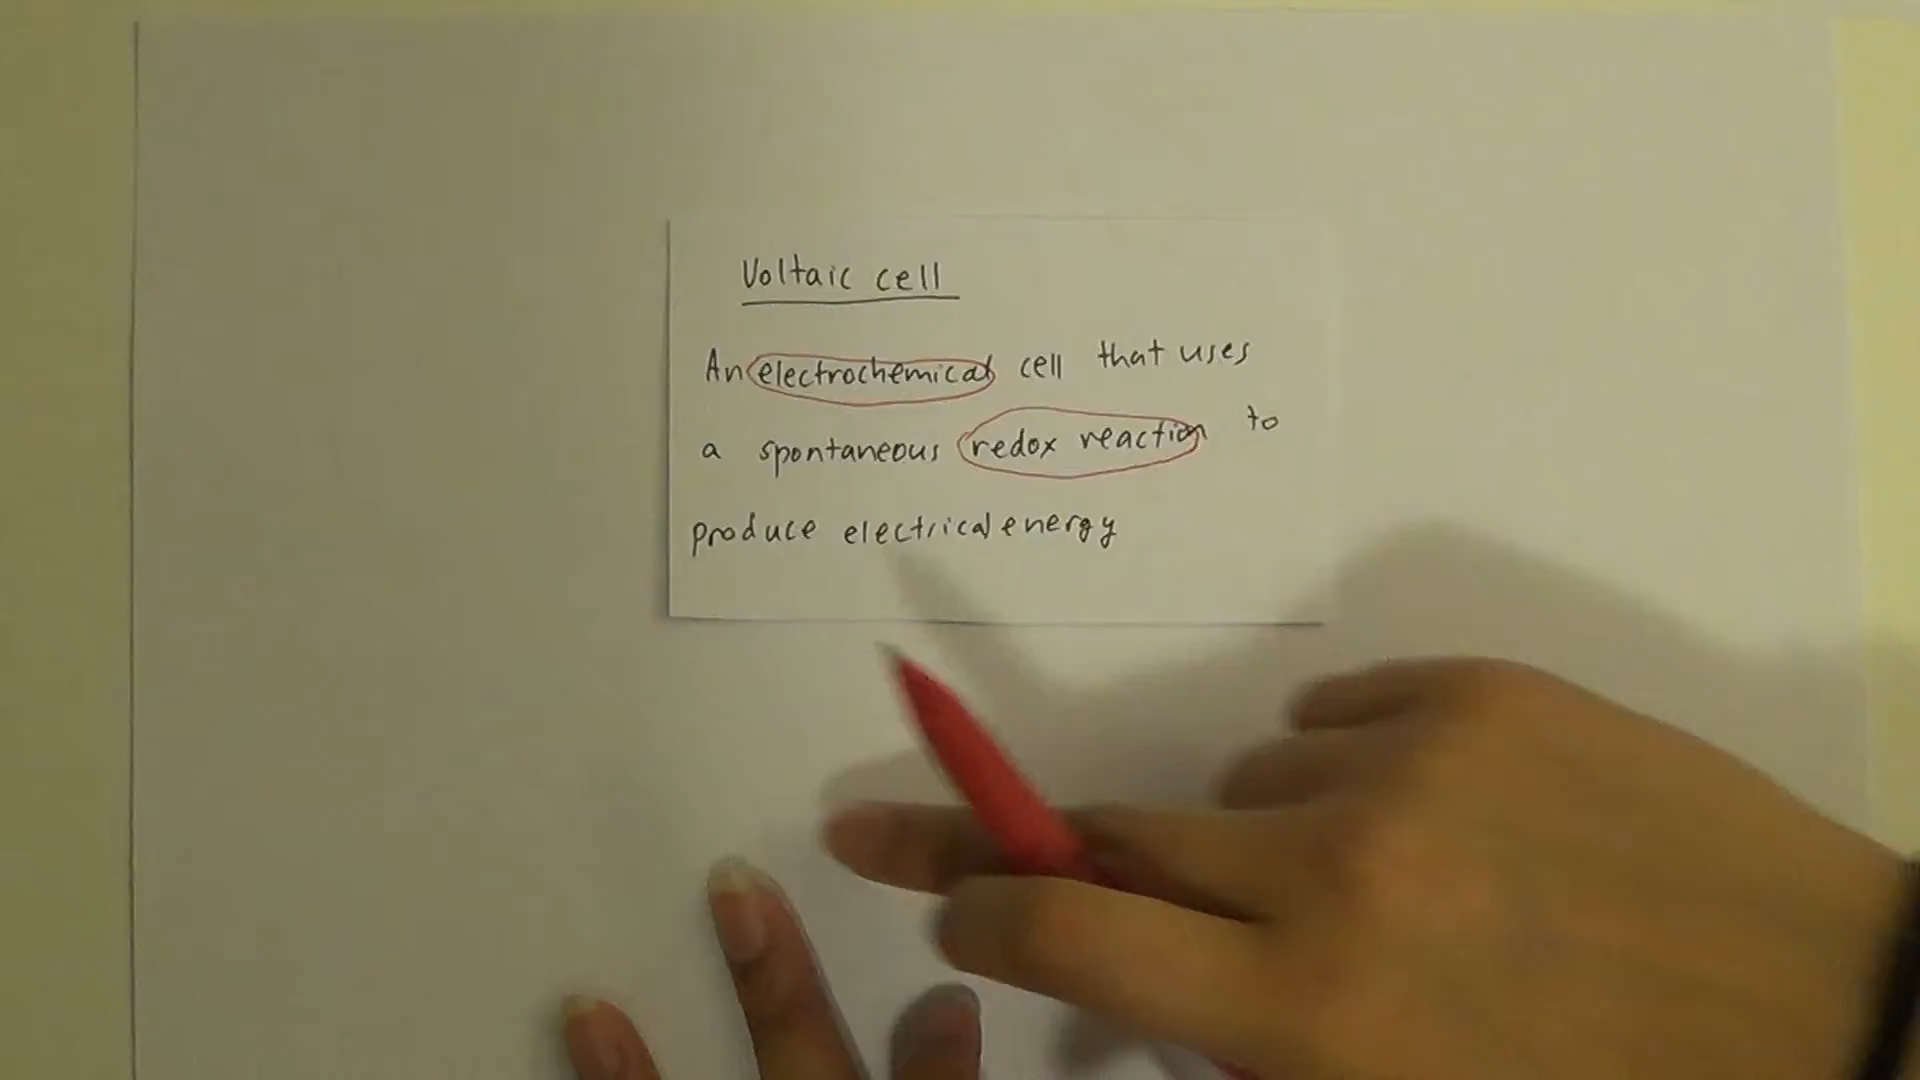 Voltaic cell
An electrochemical cell that uses
a spontaneous redox reaction to
produce electrical energy